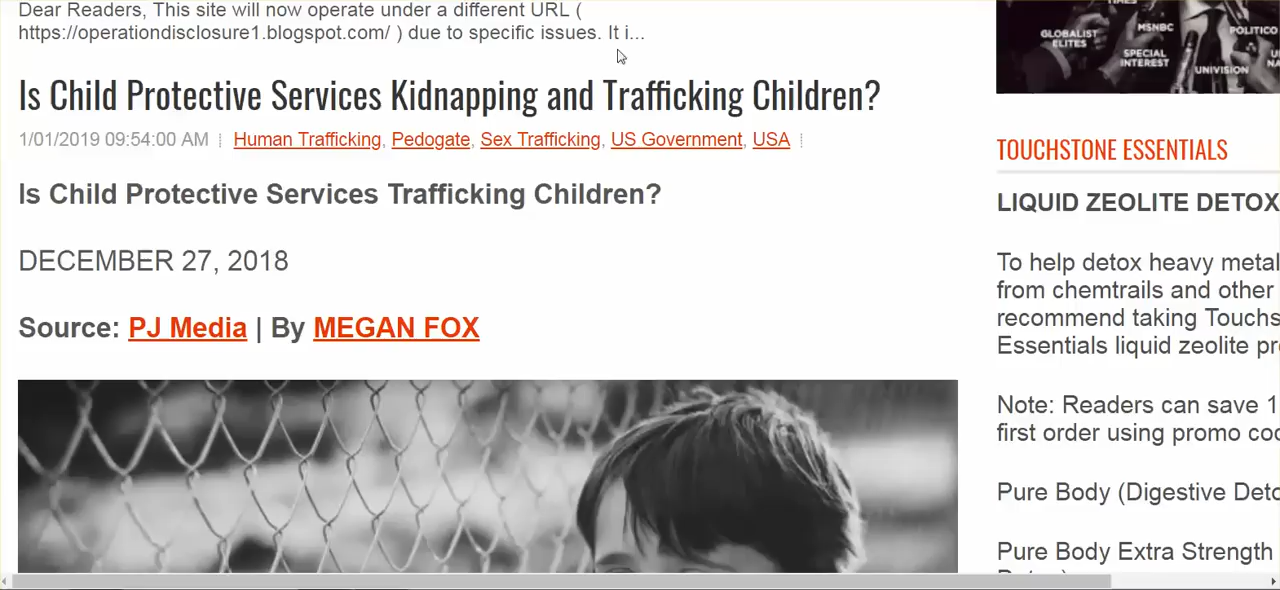 Dear Readers, This site will now operate under a different URL (
https://operationdisclosure1.blogspot.com/ ) due to specific issues. It i...
Is Child Protective Services Kidnapping and Trafficking Children?
1/01/2019 09:54:00 AM
Human Trafficking, Pedogate, Sex Trafficking, US Government, USA
Is Child Protective Services Trafficking Children?
DECEMBER 27, 2018
Source: PJ Media | By MEGAN FOX
GLOBALIST
ELITES
MSNBC
POLITICO
SPECIAL
INTEREST
UNIVISION
TOUCHSTONE ESSENTIALS
LIQUID ZEOLITE DETOX
To help detox heavy metal
from chemtrails and other
recommend taking Touchs
Essentials liquid zeolite pr
Note: Readers can save 1
first order using promo co
Pure Body (Digestive Deto
Pure Body Extra Strength